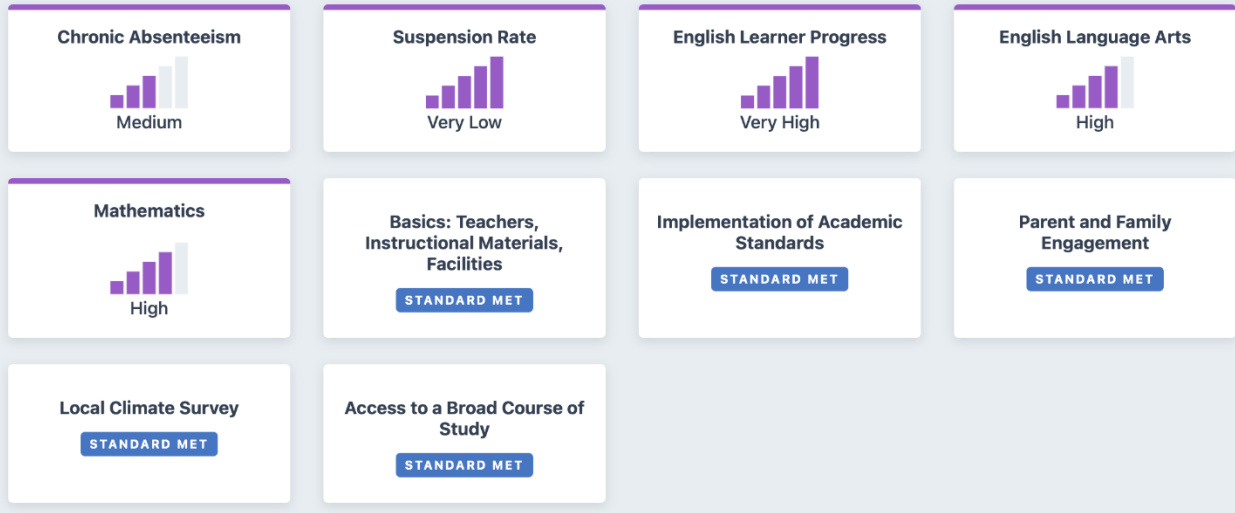 Chronic Absenteeism
Medium
Suspension Rate
Very Low
English Learner Progress
Very High
English Language Arts
High
Mathematics
High
Basics: Teachers,
Instructional Materials,
Facilities
STANDARD MET
Implementation of Academic
Standards
STANDARD MET
Parent and Family
Engagement
STANDARD MET
Local Climate Survey
STANDARD MET
Access to a Broad Course of
Study
STANDARD MET